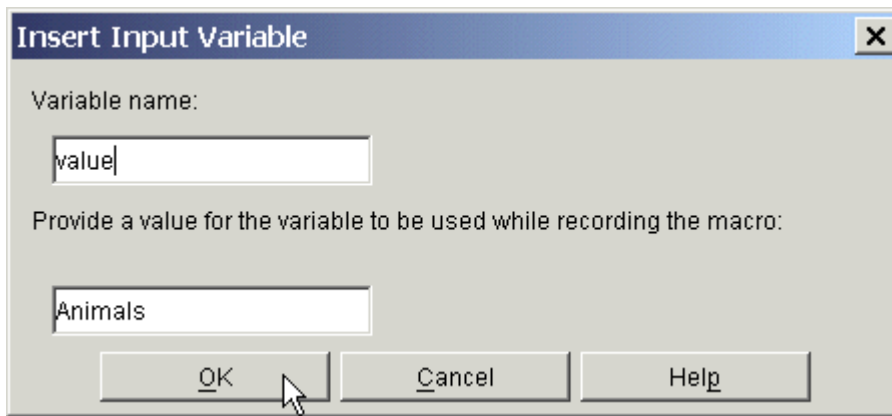 Insert Input Variable
Variable name:
value
Provide a value for the variable to be used while recording the macro:
Animals
OK Cancel Help